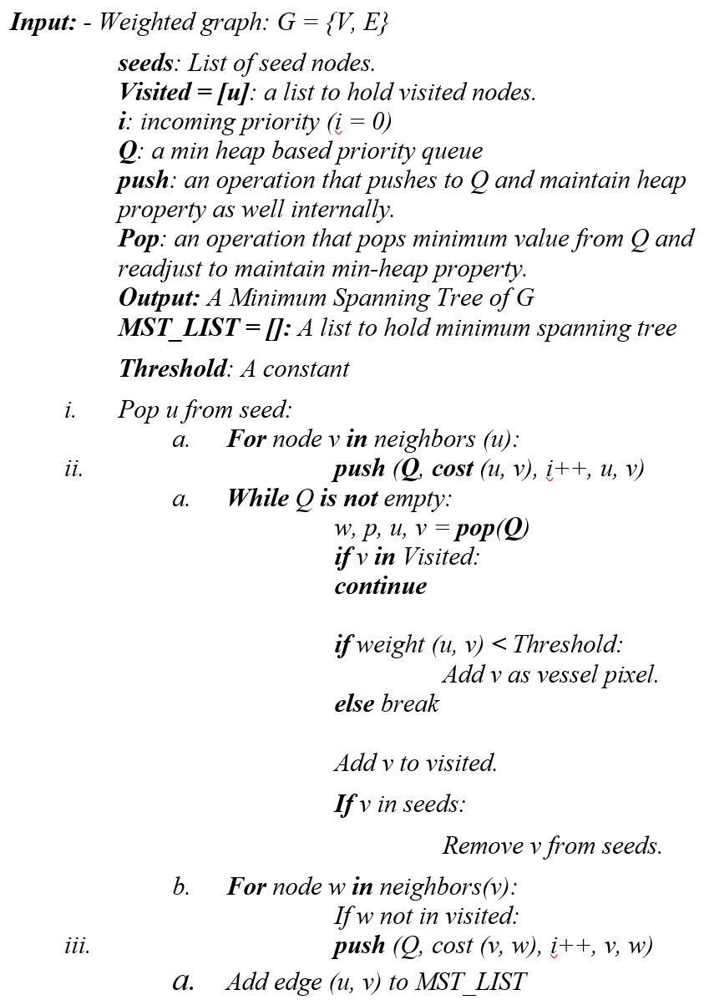 Input: - Weighted graph: G = {V, E}
seeds: List of seed nodes.
Visited = [u]: a list to hold visited nodes.
i: incoming priority (i = 0)
Q: a min heap based priority queue
push: an operation that pushes to Q and maintain heap
property as well internally.
Pop: an operation that pops minimum value from Q and
readjust to maintain min-heap property.
Output: A Minimum Spanning Tree of G
MST_LIST = []: A list to hold minimum spanning tree
Threshold: A constant
i. Pop u from seed:
a. For node v in neighbors (u):
ii. push (Q, cost (u, v), i++, u, v)
a. While Q is not empty:
w, p, u, v = pop(Q)
if v in Visited:
continue
if weight (u, v) < Threshold:
Add v as vessel pixel.
else break
Add v to visited.
If v in seeds:
Remove v from seeds.
b. For node w in neighbors(v):
If w not in visited:
iii. push (Q, cost (v, w), i++, v, w)
a. Add edge (u, v) to MST_LIST